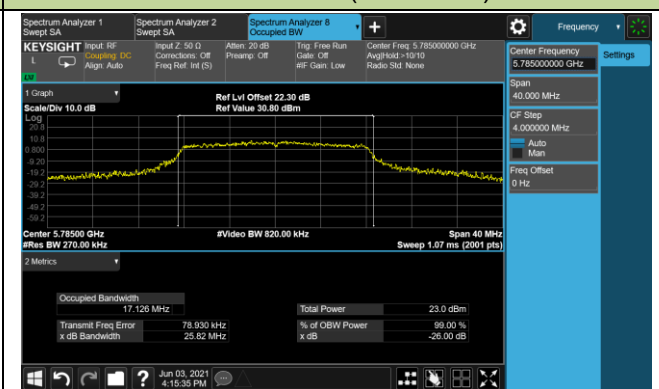 Spectrum Analyzer 1 Swept SA
Spectrum Analyzer 2 Swept SA
Spectrum Analyzer 8 Occupied BW
+
Frequency
KEYSIGHT
L
Input: RF
Coupling: DC
Align: Auto
Input Z: 50 Ω
Corrections: Off
Freq Ref: Int (S)
Atten: 20 dB
Preamp: Off
Trig: Free Run
Gate: Off
#IF Gain: Low
Center Freq: 5.785000000 GHz
Avg|Hold:>10/10
Radio Std: None
Center Frequency
5.785000000 GHz
Settings
Span
40.000 MHz
CF Step
4.000000 MHz
Auto
Man
Freq Offset
0 Hz
1 Graph
Scale/Div 10.0 dB
Ref Lvl Offset 22.30 dB
Ref Value 30.80 dBm
Log
20.8
10.8
0.800
-9.20
-19.2
-29.2
-39.2
-49.2
-59.2
Center 5.78500 GHz
#Video BW 820.00 kHz
Span 40 MHz
#Res BW 270.00 kHz
Sweep 1.07 ms (2001 pts)
2 Metrics
Occupied Bandwidth
17.126 MHz
Total Power 23.0 dBm
Transmit Freq Error 78.930 kHz
% of OBW Power 99.00 %
x dB Bandwidth 25.82 MHz
x dB -26.00 dB
?
Jun 03, 2021
4:15:35 PM